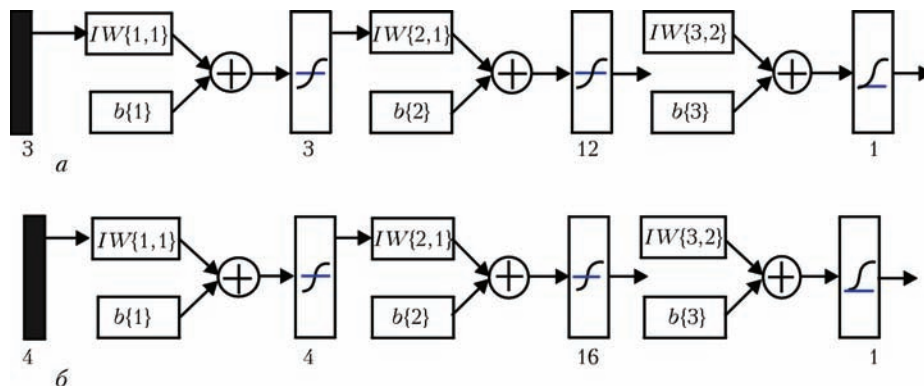 IW{1,1} IW{2,1} IW{3,2}
b{1} b{2} b{3}
3 3 12 1
а
IW{1,1} IW{2,1} IW{3,2}
b{1} b{2} b{3}
4 4 16 1
б